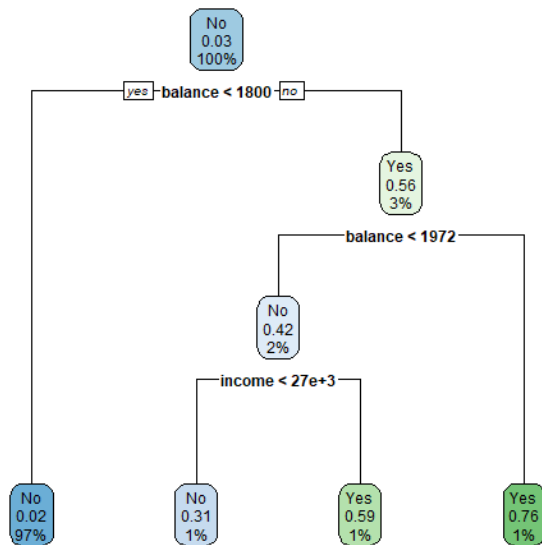 No
0.03
100%
yes balance < 1800 no
Yes
0.56
3%
balance < 1972
No
0.42
2%
income < 27e+3
No
0.02
97%
No
0.31
1%
Yes
0.59
1%
Yes
0.76
1%